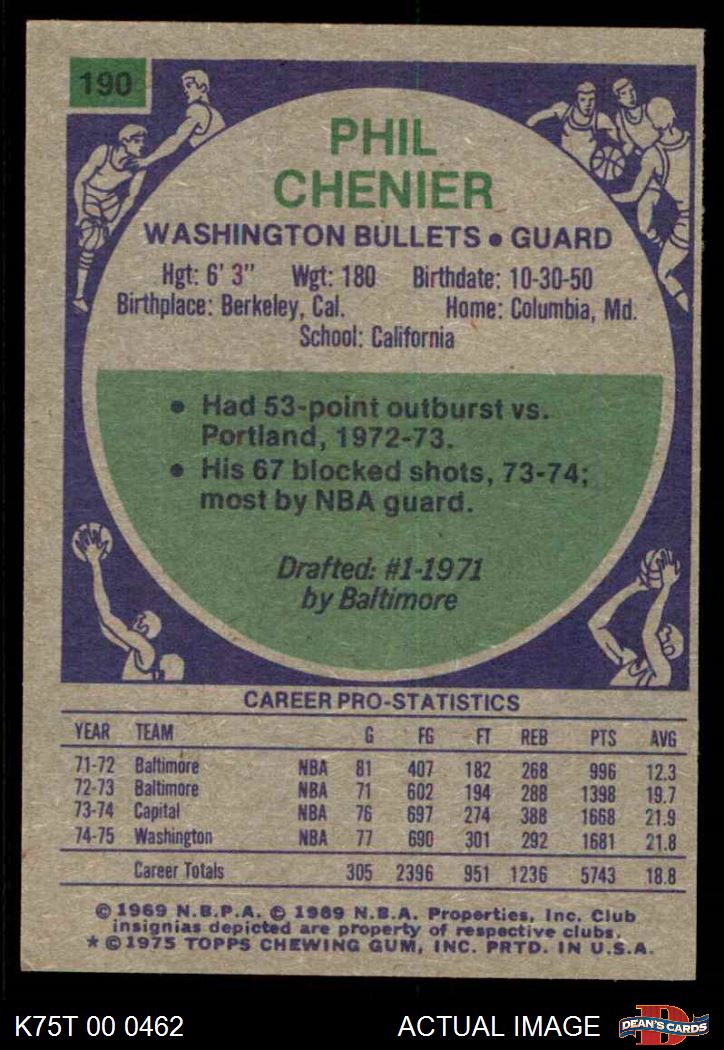 190
PHIL
CHENIER
WASHINGTON BULLETS • GUARD
Hgt: 6' 3" Wgt: 180 Birthdate: 10-30-50
Birthplace: Berkeley, Cal. Home: Columbia, Md.
School: California
• Had 53-point outburst vs.
Portland, 1972-73.
• His 67 blocked shots, 73-74;
most by NBA guard.
Drafted: #1-1971
by Baltimore
CAREER PRO-STATISTICS
YEAR TEAM G FG FT REB PTS AVG
71-72 Baltimore NBA 81 407 182 268 996 12.3
72-73 Baltimore NBA 71 602 194 288 1398 19.7
73-74 Capital NBA 76 697 274 388 1668 21.9
74-75 Washington NBA 77 690 301 292 1681 21.8
Career Totals 305 2396 951 1236 5743 18.8
© 1969 N.B.P.A. © 1969 N.B.A. Properties, Inc. Club
insignias depicted are property of respective clubs.
* © 1975 TOPPS CHEWING GUM, INC. PRTD. IN U.S.A.
K75T 00 0462 ACTUAL IMAGE
D
DEAN'S CARDS